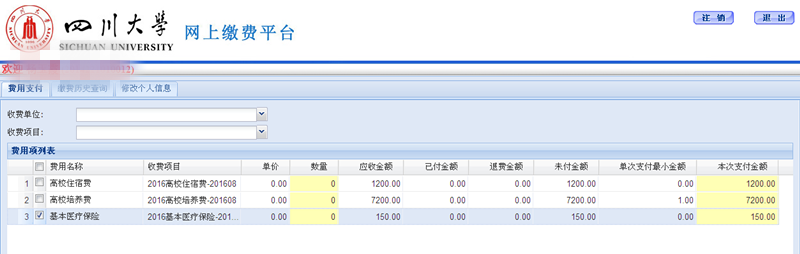 四川大学 网上缴费平台 注 销 退 出
SICHUAN UNIVERSITY
欢迎 2)
费用支付 缴费历史查询 修改个人信息
收费单位:
收费项目:
费用项列表
费用名称 收费项目 单价 数量 应收金额 已付金额 退费金额 未付金额 单次支付最小金额 本次支付金额
1 高校住宿费 2016高校住宿费-201608 0.00 0 1200.00 0.00 0.00 1200.00 0.00 1200.00
2 高校培养费 2016高校培养费-201608 0.00 0 7200.00 0.00 0.00 7200.00 1.00 7200.00
3 基本医疗保险 2016基本医疗保险-201... 0.00 0 150.00 0.00 0.00 150.00 0.00 150.00